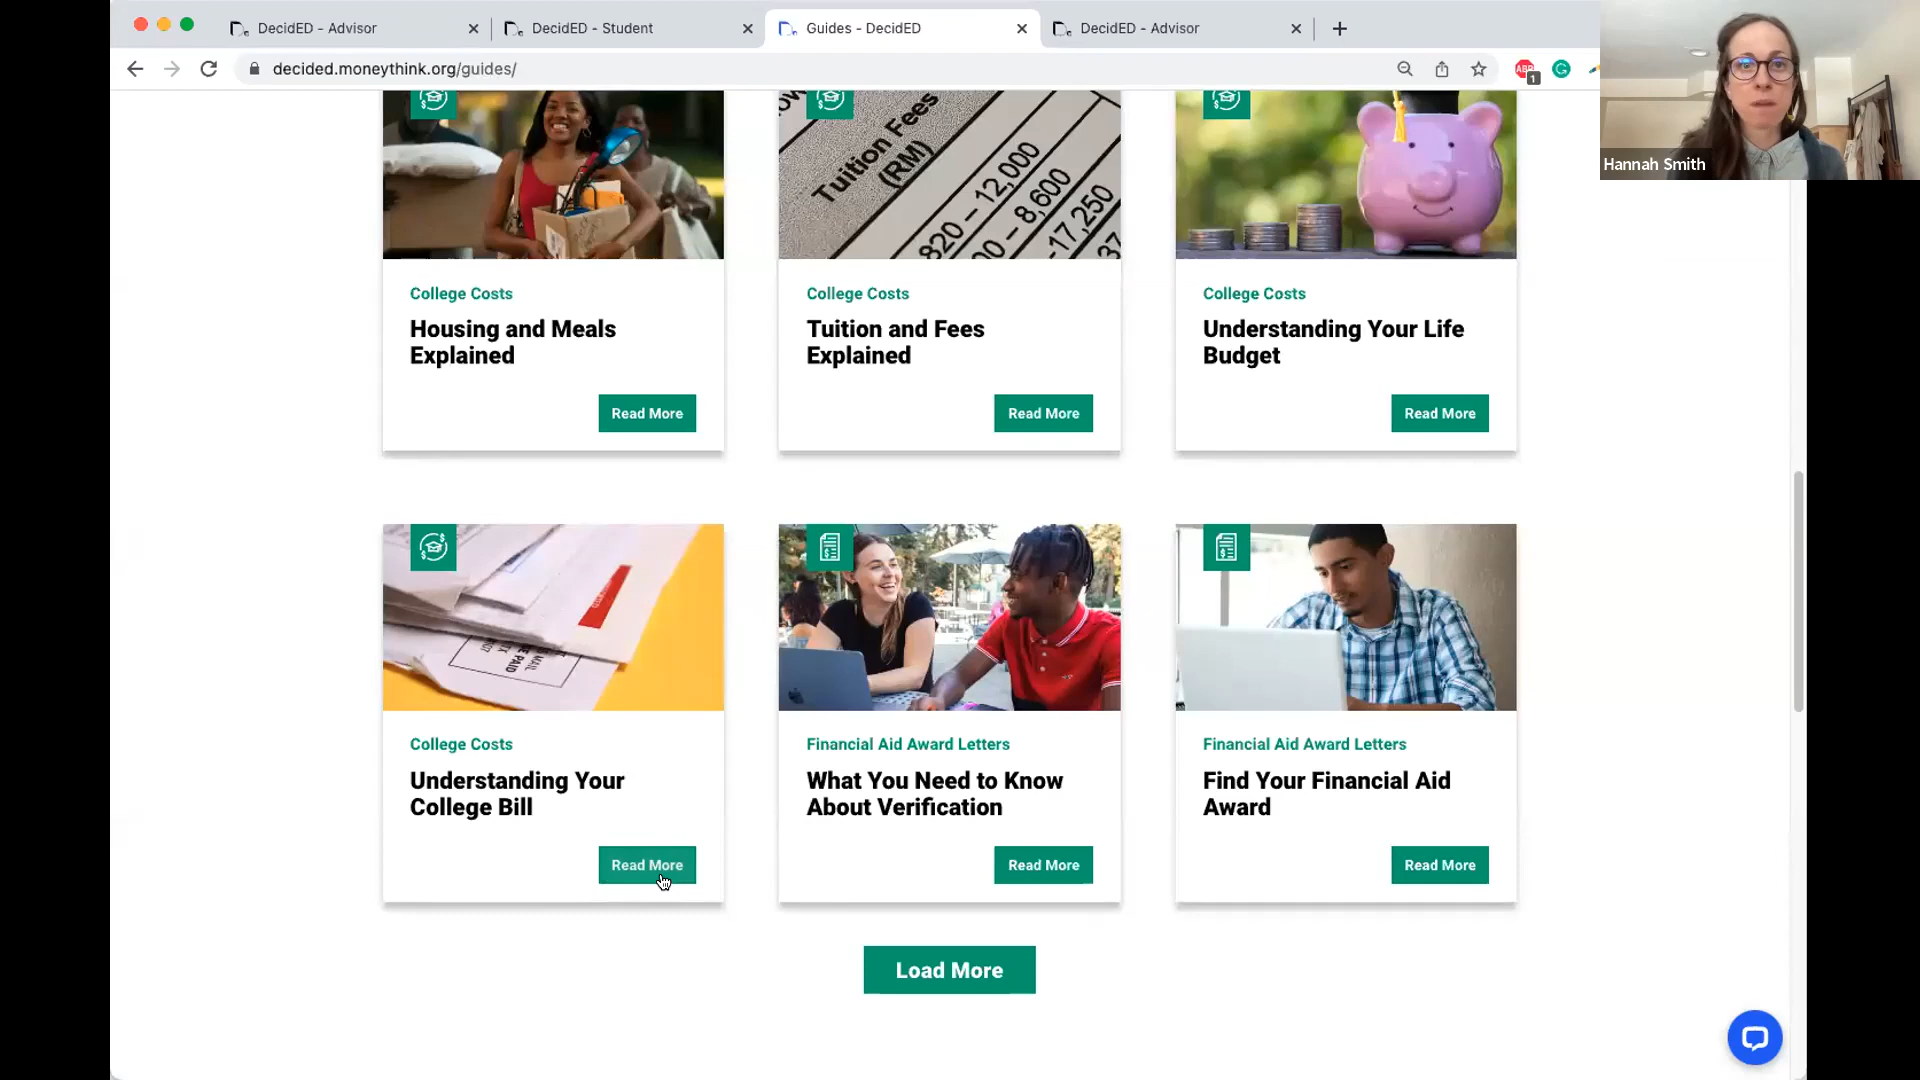 DecidED - Advisor
DecidED - Student
Guides - DecidED
DecidED - Advisor
decided.moneythink.org/guides/
ABP
1
Hannah Smith
Tuition Fees
(RM)
820 - 12,000
00 - 8,600
-17,250
37
College Costs
College Costs
College Costs
Housing and Meals
Explained
Tuition and Fees
Explained
Understanding Your Life
Budget
Read More
Read More
Read More
College Costs
Financial Aid Award Letters
Financial Aid Award Letters
Understanding Your
College Bill
What You Need to Know
About Verification
Find Your Financial Aid
Award
Read More
Read More
Read More
Load More